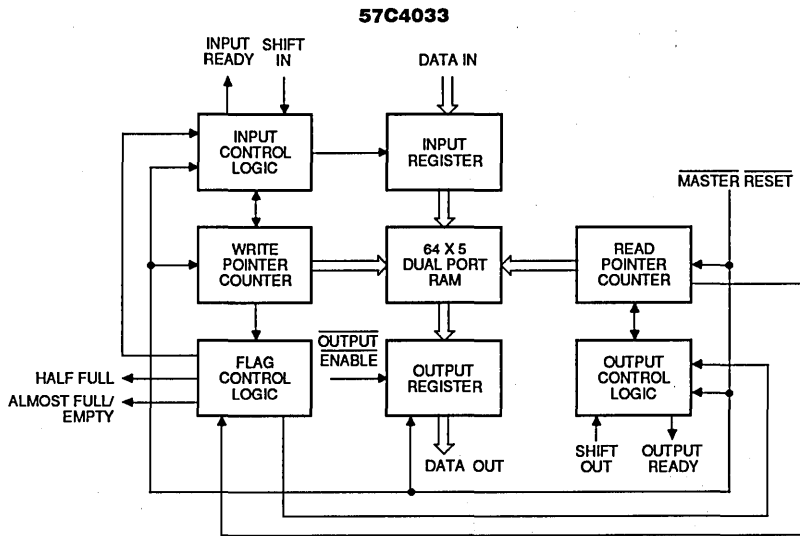 57C4033
INPUT
READY
SHIFT
IN
DATA IN
INPUT
CONTROL
LOGIC
INPUT
REGISTER
MASTER RESET
WRITE
POINTER
COUNTER
64 X 5
DUAL PORT
RAM
READ
POINTER
COUNTER
FLAG
CONTROL
LOGIC
OUTPUT
ENABLE
OUTPUT
REGISTER
OUTPUT
CONTROL
LOGIC
HALF FULL
ALMOST FULL/
EMPTY
DATA OUT
SHIFT
OUT
OUTPUT
READY